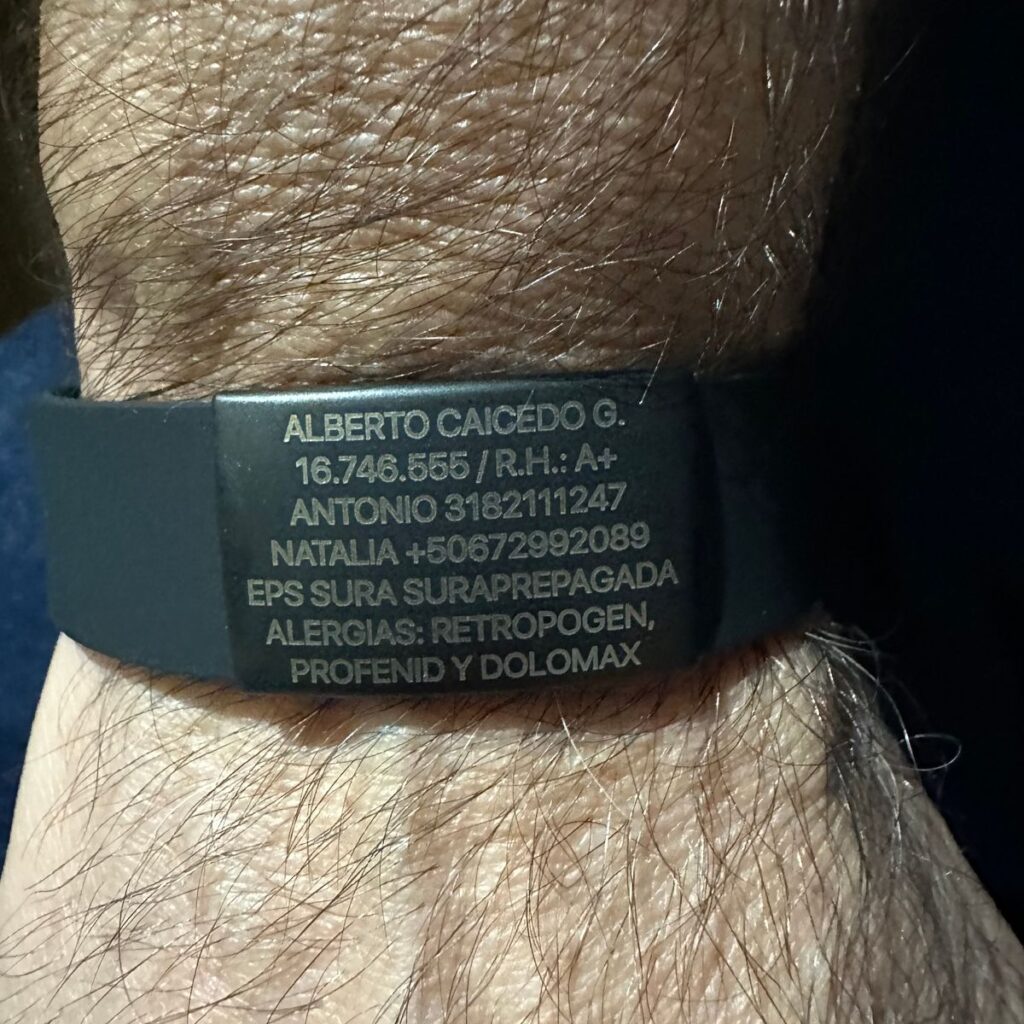 ALBERTO CAICEDO G.
16.746.555 / R.H.: A+
ANTONIO 3182111247
NATALIA +50672992089
EPS SURA SURAPREPAGADA
ALERGIAS: RETROPOGEN,
PROFENID Y DOLOMAX